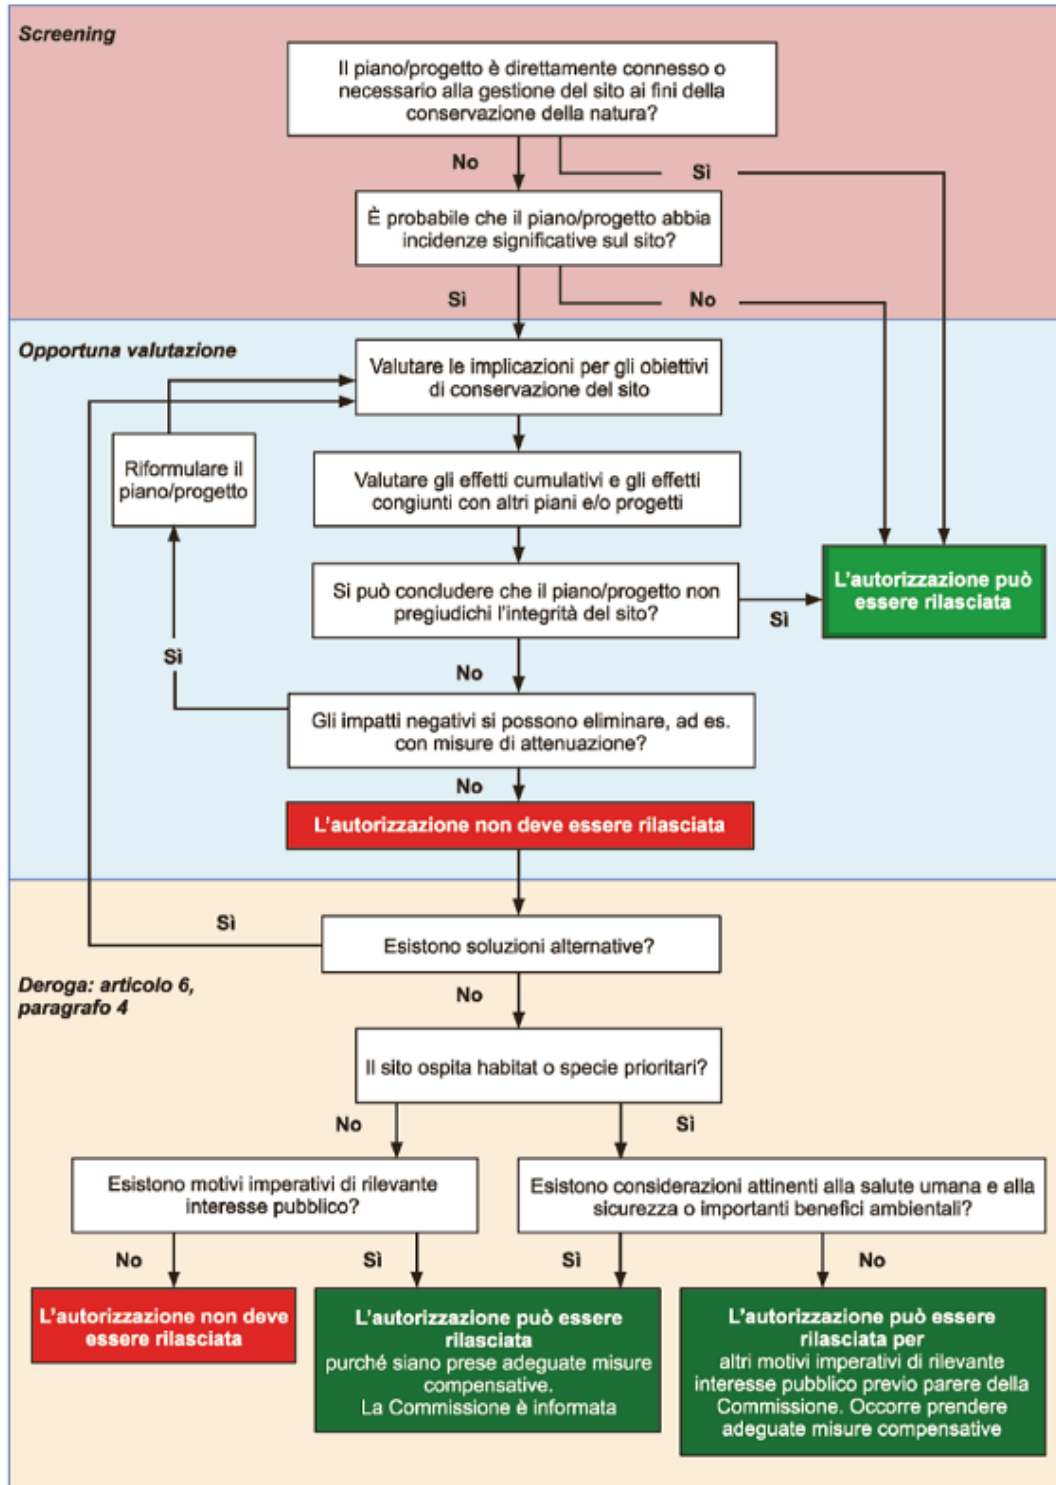 Screening
Il piano/progetto è direttamente connesso o
necessario alla gestione del sito ai fini della
conservazione della natura?
No
Sì
È probabile che il piano/progetto abbia
incidenze significative sul sito?
Sì
No
Opportuna valutazione
Valutare le implicazioni per gli obiettivi
di conservazione del sito
Riformulare il
piano/progetto
Valutare gli effetti cumulativi e gli effetti
congiunti con altri piani e/o progetti
Si può concludere che il piano/progetto non
pregiudichi l'integrità del sito?
Sì
L'autorizzazione può
essere rilasciata
Sì
No
Gli impatti negativi si possono eliminare, ad es.
con misure di attenuazione?
No
L'autorizzazione non deve essere rilasciata
Sì
Esistono soluzioni alternative?
Deroga: articolo 6,
paragrafo 4
No
Il sito ospita habitat o specie prioritari?
No
Sì
Esistono motivi imperativi di rilevante
interesse pubblico?
Esistono considerazioni attinenti alla salute umana e alla
sicurezza o importanti benefici ambientali?
No
Sì
Sì
No
L'autorizzazione non deve
essere rilasciata
L'autorizzazione può essere
rilasciata
purché siano prese adeguate misure
compensative.
La Commissione è informata
L'autorizzazione può essere
rilasciata per
altri motivi imperativi di rilevante
interesse pubblico previo parere della
Commissione. Occorre prendere
adeguate misure compensative